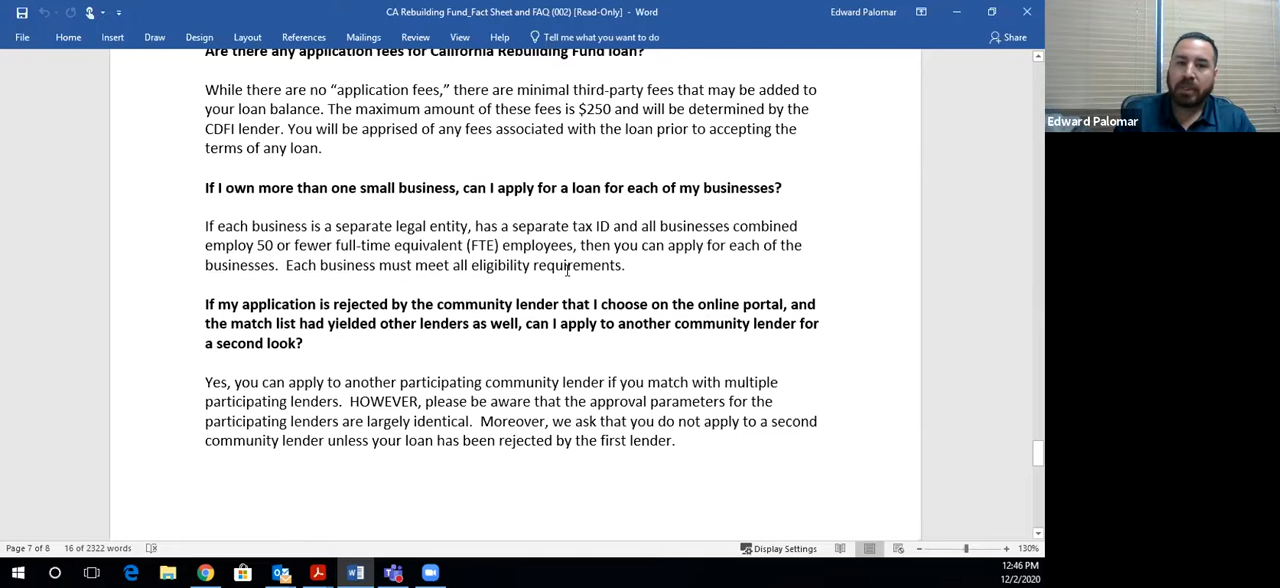 CA Rebuilding Fund_Fact Sheet and FAQ (002) [Read-Only] - Word
Edward Palomar
File Home Insert Draw Design Layout References Mailings Review View Help Tell me what you want to do Share
Are there any application fees for California Rebuilding Fund loan?
While there are no “application fees,” there are minimal third-party fees that may be added to
your loan balance. The maximum amount of these fees is $250 and will be determined by the
CDFI lender. You will be apprised of any fees associated with the loan prior to accepting the
terms of any loan.
If I own more than one small business, can I apply for a loan for each of my businesses?
If each business is a separate legal entity, has a separate tax ID and all businesses combined
employ 50 or fewer full-time equivalent (FTE) employees, then you can apply for each of the
businesses.  Each business must meet all eligibility requirements.
If my application is rejected by the community lender that I choose on the online portal, and
the match list had yielded other lenders as well, can I apply to another community lender for
a second look?
Yes, you can apply to another participating community lender if you match with multiple
participating lenders.  HOWEVER, please be aware that the approval parameters for the
participating lenders are largely identical.  Moreover, we ask that you do not apply to a second
community lender unless your loan has been rejected by the first lender.
Edward Palomar
Page 7 of 8 16 of 2322 words Display Settings 130%
12:46 PM
12/2/2020